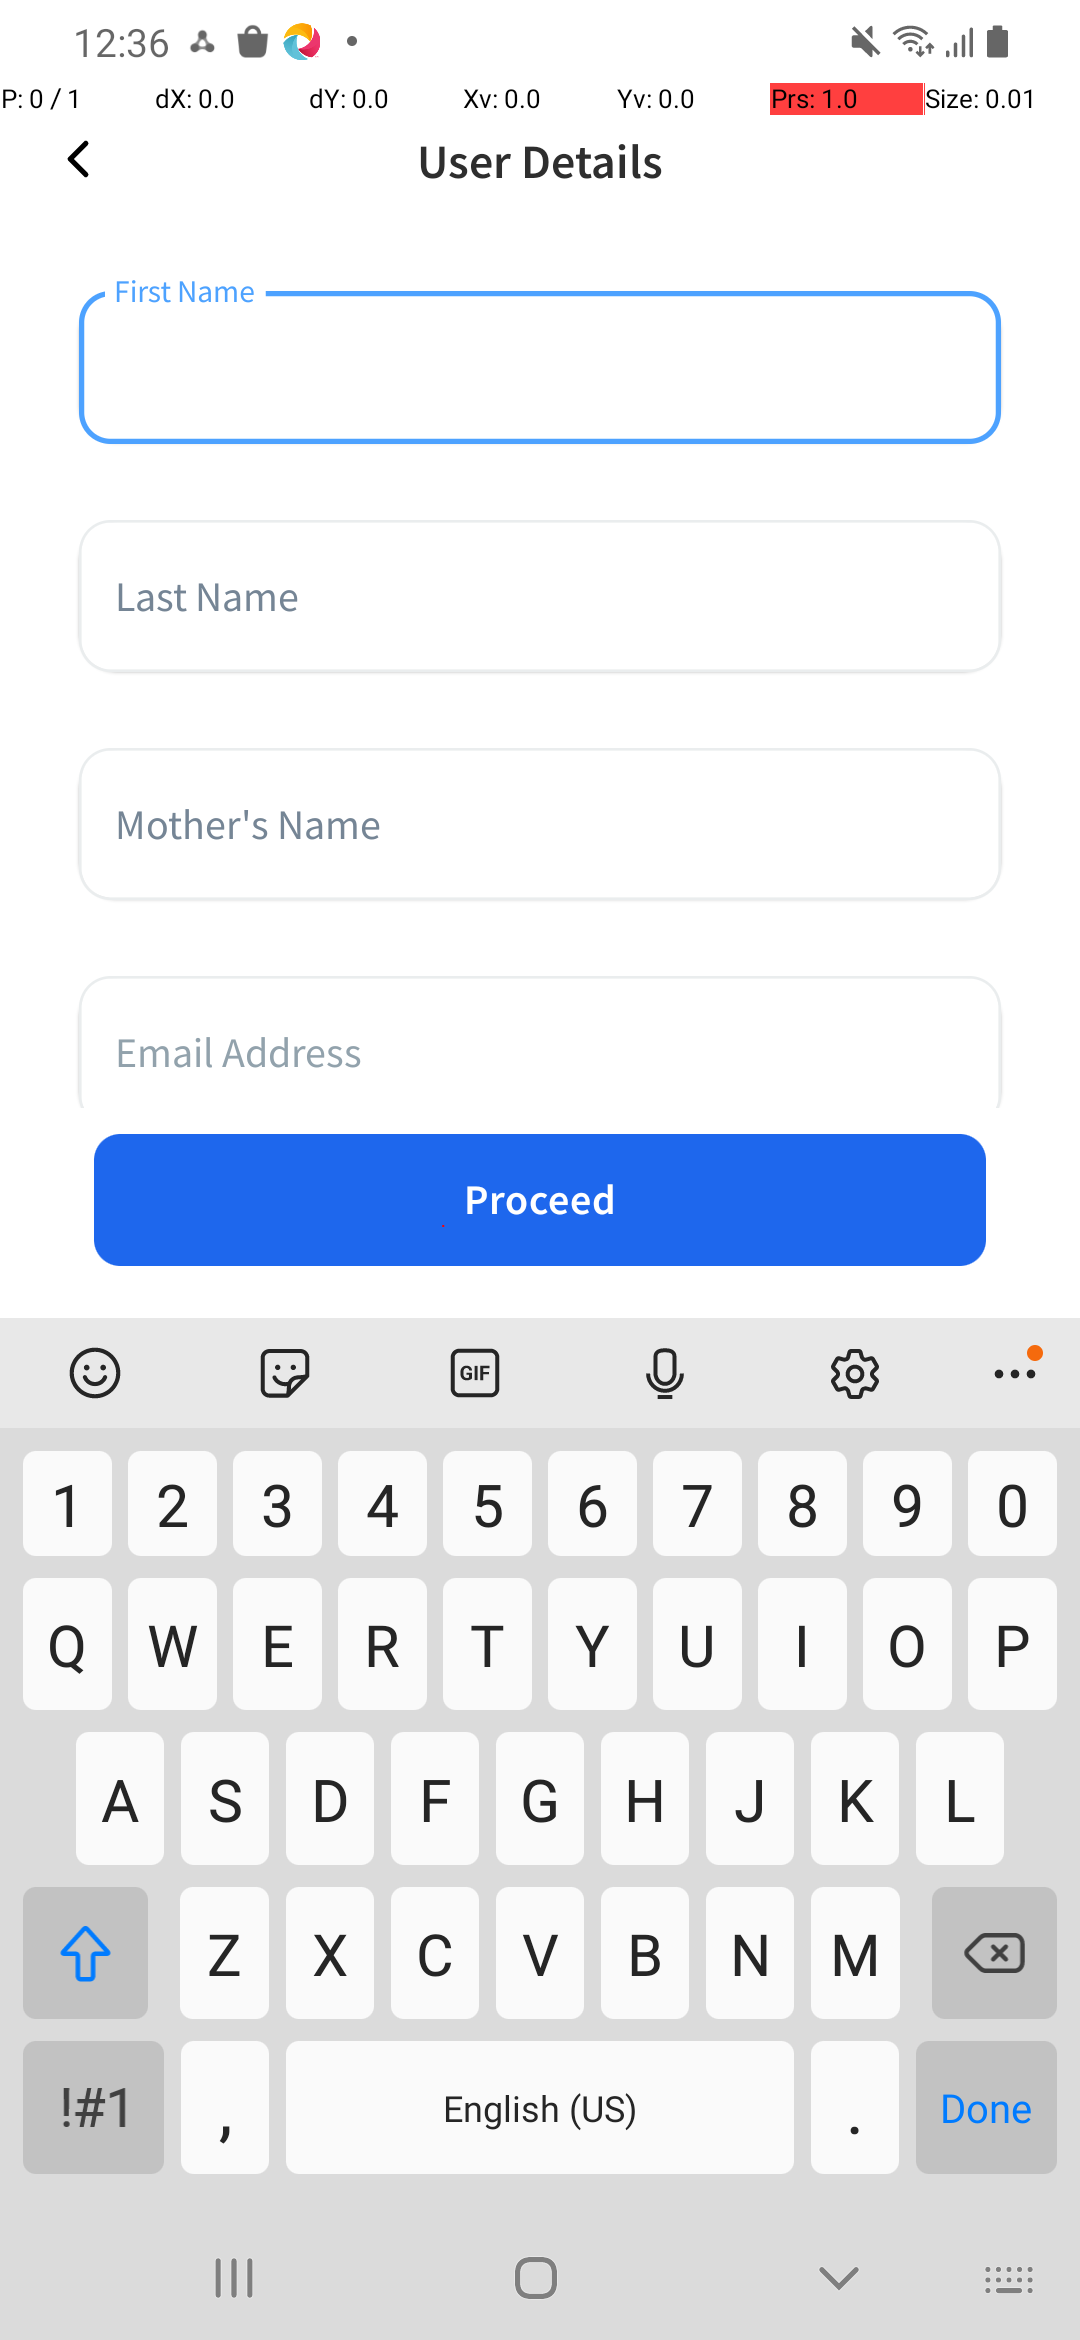 12:36
P: 0 / 1 dX: 0.0 dY: 0.0 Xv: 0.0 Yv: 0.0 Prs: 1.0 Size: 0.01
User Details
First Name
Last Name
Mother's Name
Email Address
Proceed
GIF
1 2 3 4 5 6 7 8 9 0
Q W E R T Y U I O P
A S D F G H J K L
Z X C V B N M
!#1 , English (US) . Done